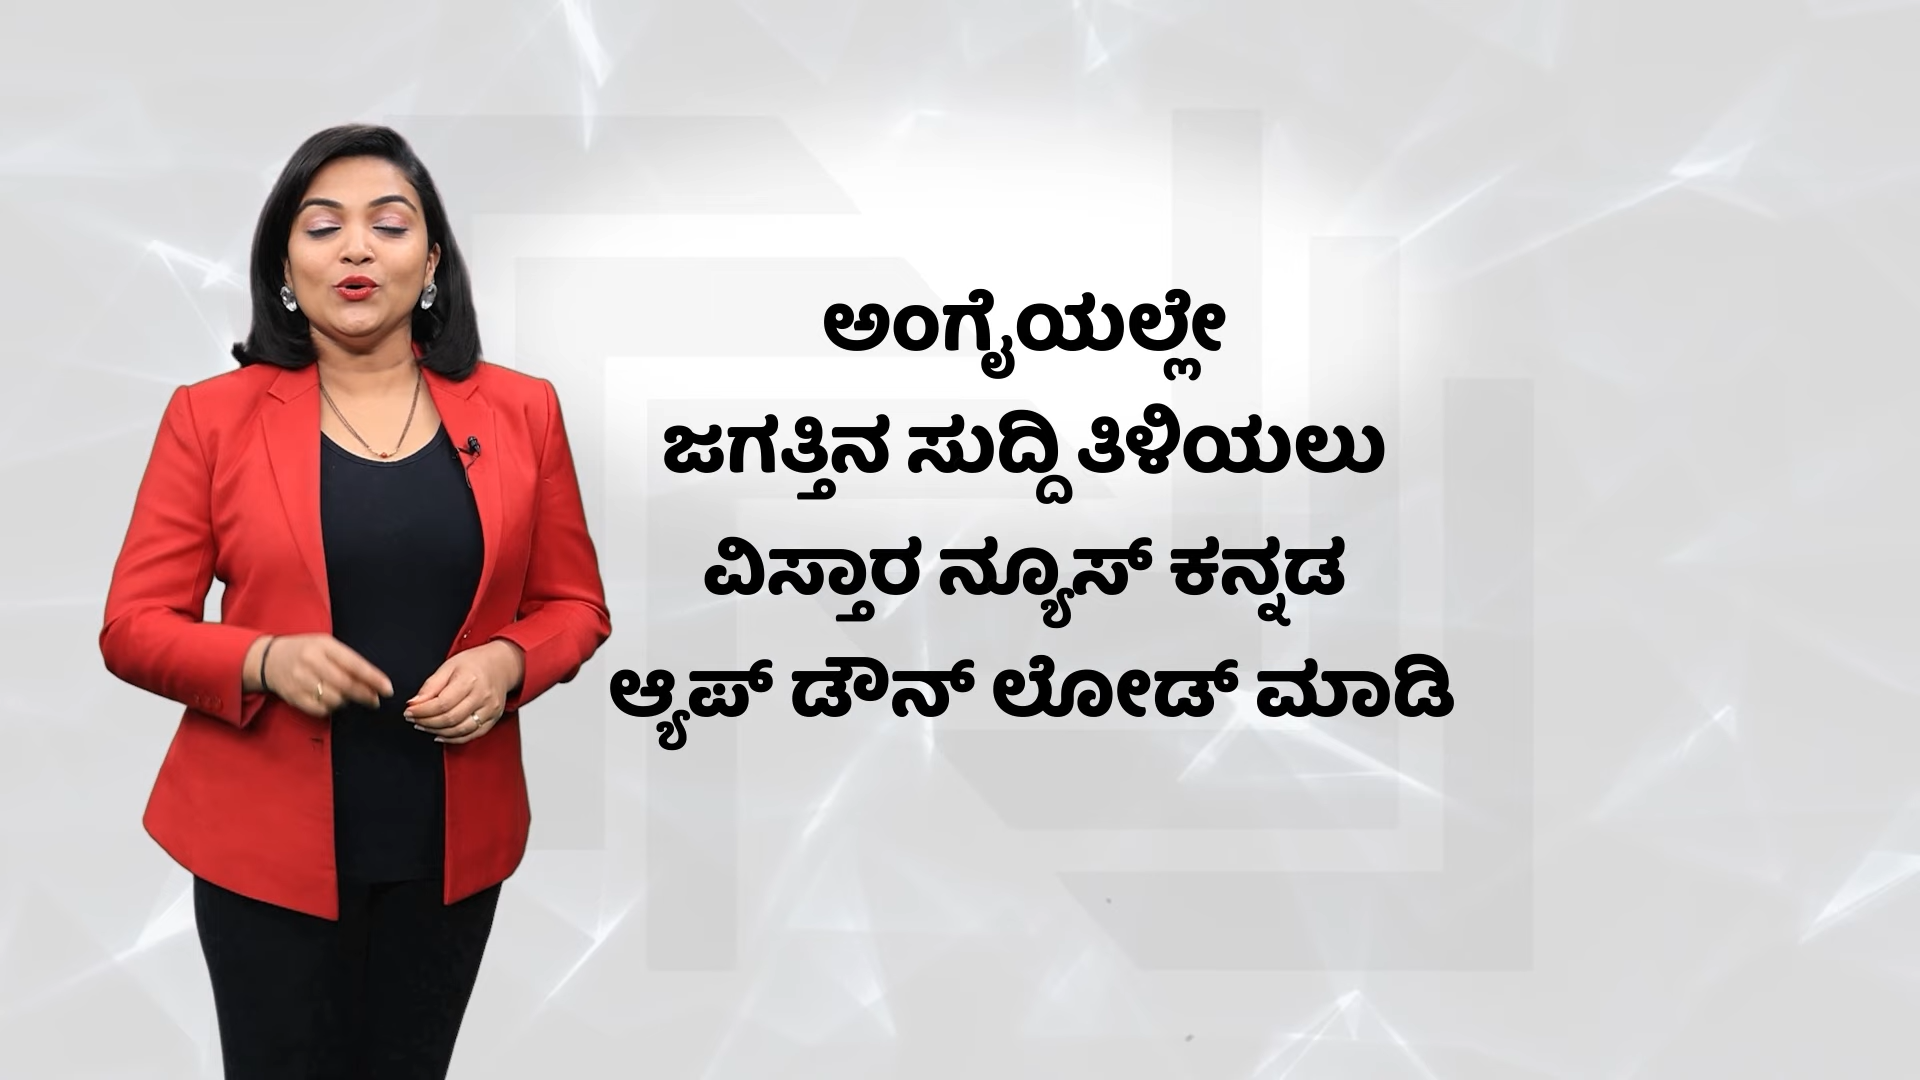 ಅಂಗೈಯಲ್ಲೇ
ಜಗತ್ತಿನ ಸುದ್ದಿ ತಿಳಿಯಲು
ವಿಸ್ತಾರ ನ್ಯೂಸ್ ಕನ್ನಡ
ಆ್ಯಪ್ ಡೌನ್ ಲೋಡ್ ಮಾಡಿ